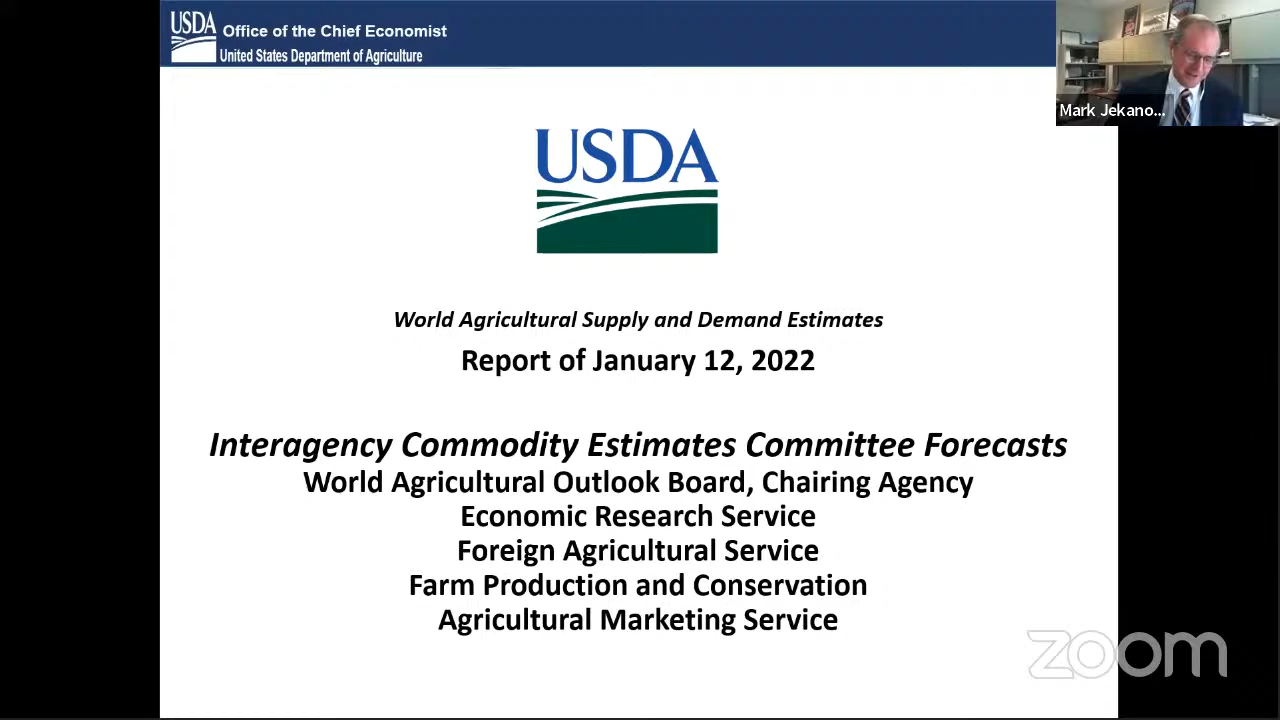 USDA
Office of the Chief Economist
United States Department of Agriculture
Mark Jekano...
USDA
World Agricultural Supply and Demand Estimates
Report of January 12, 2022
Interagency Commodity Estimates Committee Forecasts
World Agricultural Outlook Board, Chairing Agency
Economic Research Service
Foreign Agricultural Service
Farm Production and Conservation
Agricultural Marketing Service
zoom